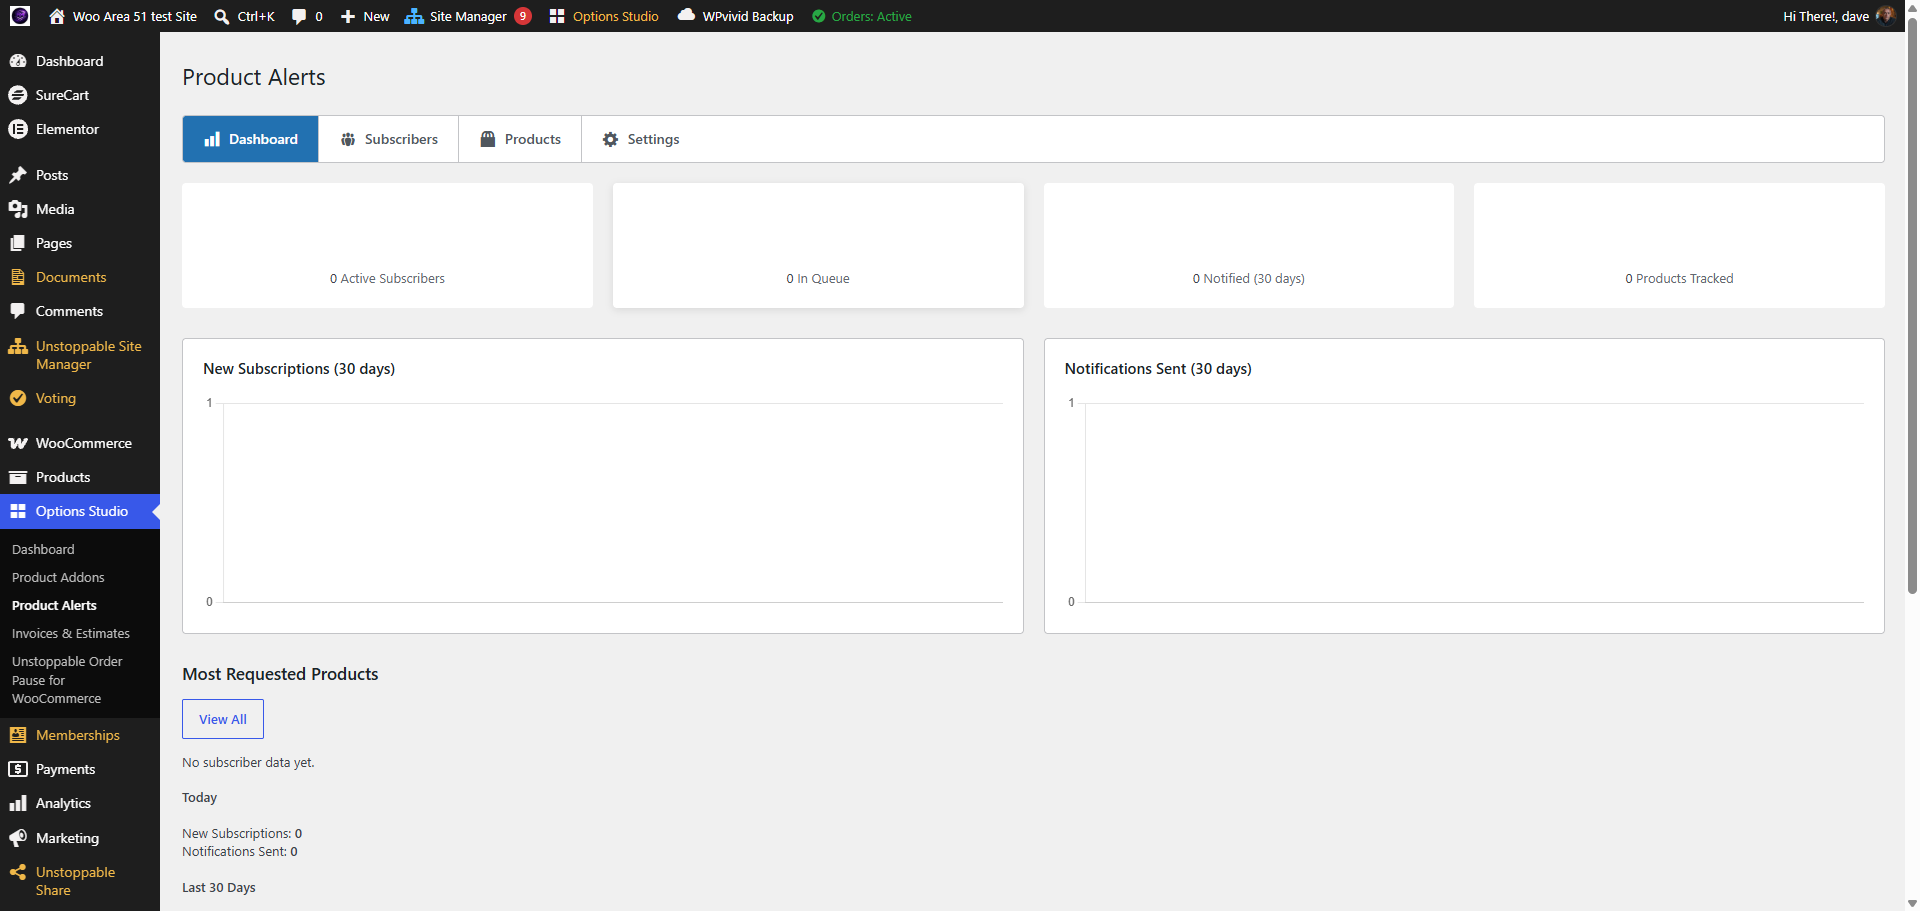 Woo Area 51 test Site
Ctrl+K
0
New
Site Manager 9
Options Studio
WPvivid Backup
Orders: Active
Hi There!, dave
Dashboard
SureCart
Elementor
Posts
Media
Pages
Documents
Comments
Unstoppable Site
Manager
Voting
WooCommerce
Products
Options Studio
Dashboard
Product Addons
Product Alerts
Invoices & Estimates
Unstoppable Order
Pause for
WooCommerce
Memberships
Payments
Analytics
Marketing
Unstoppable
Share
Product Alerts
Dashboard
Subscribers
Products
Settings
0 Active Subscribers
0 In Queue
0 Notified (30 days)
0 Products Tracked
New Subscriptions (30 days)
1
0
Notifications Sent (30 days)
1
0
Most Requested Products
View All
No subscriber data yet.
Today
New Subscriptions: 0
Notifications Sent: 0
Last 30 Days